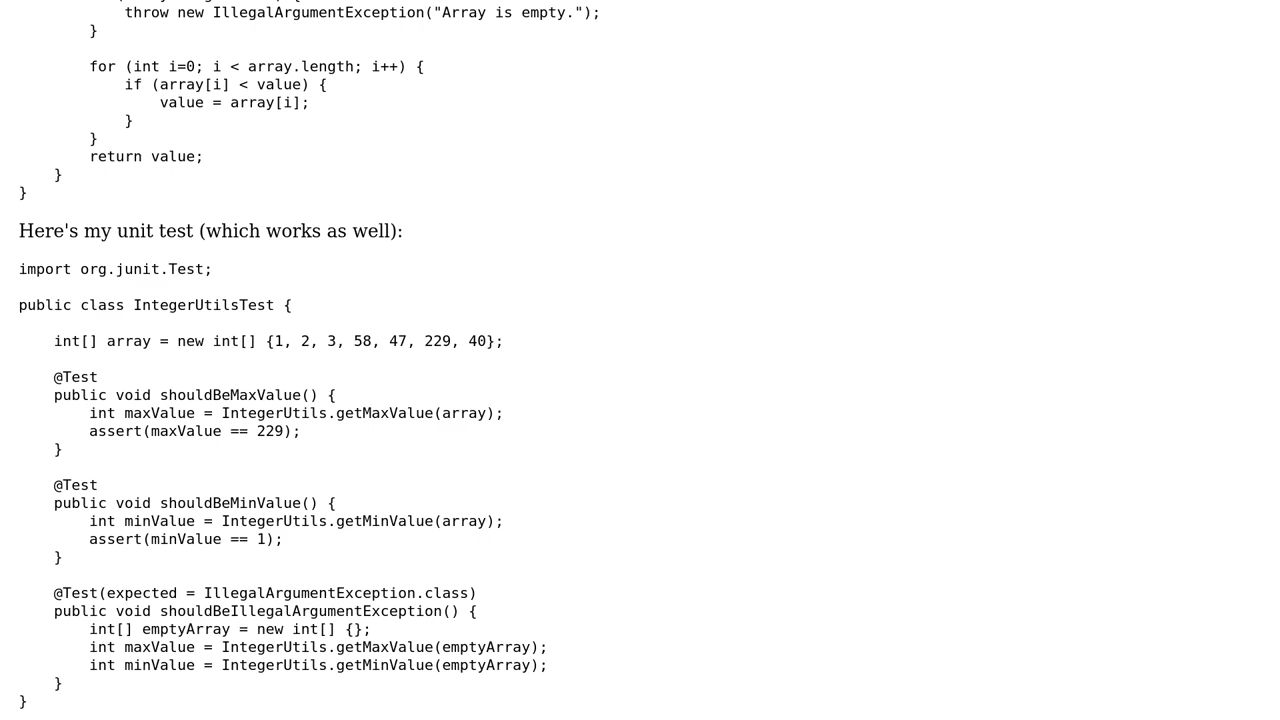 throw new IllegalArgumentException("Array is empty.");
}
for (int i=0; i < array.length; i++) {
if (array[i] < value) {
value = array[i];
}
}
return value;
}
}
Here's my unit test (which works as well):
import org.junit.Test;
public class IntegerUtilsTest {
int[] array = new int[] {1, 2, 3, 58, 47, 229, 40};
@Test
public void shouldBeMaxValue() {
int maxValue = IntegerUtils.getMaxValue(array);
assert(maxValue == 229);
}
@Test
public void shouldBeMinValue() {
int minValue = IntegerUtils.getMinValue(array);
assert(minValue == 1);
}
@Test(expected = IllegalArgumentException.class)
public void shouldBeIllegalArgumentException() {
int[] emptyArray = new int[] {};
int maxValue = IntegerUtils.getMaxValue(emptyArray);
int minValue = IntegerUtils.getMinValue(emptyArray);
}
}